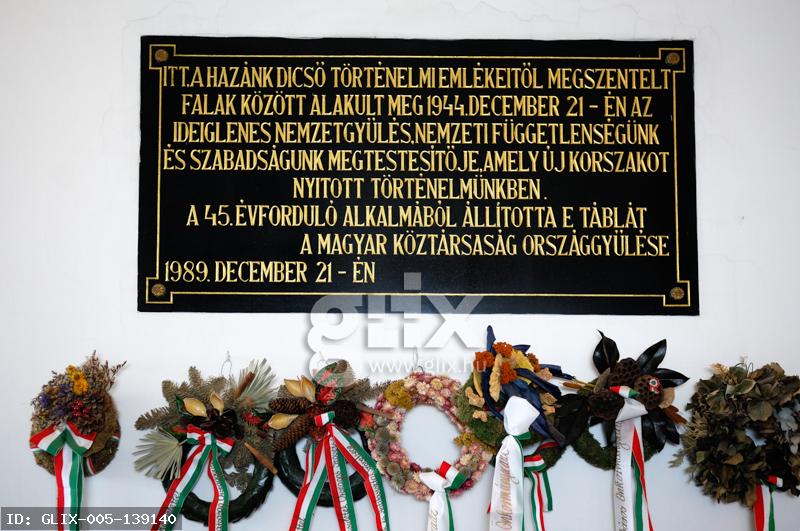 ITT.A HAZÁNK DICSŐ TÖRTÉNELMI EMLÉKEITŐL MEGSZENTELT
FALAK KÖZÖTT ALAKULT MEG 1944.DECEMBER 21 - ÉN AZ
IDEIGLENES NEMZETGYÜLÉS,NEMZETI FÜGGETLENSÉGÜNK
ÉS SZABADSÁGUNK MEGTESTESÍTŐJE,AMELY ÚJ KORSZAKOT
NYITOTT TÖRTÉNELMÜNKBEN.
A 45.ÉVFORDULÓ ALKALMÁBÓL ÁLLÍTOTTA E TÁBLÁT
A MAGYAR KÖZTÁRSASÁG ORSZÁGGYÜLÉSE
1989. DECEMBER 21 - ÉN
glix
www.glix.hu
ID: GLIX-005-139140